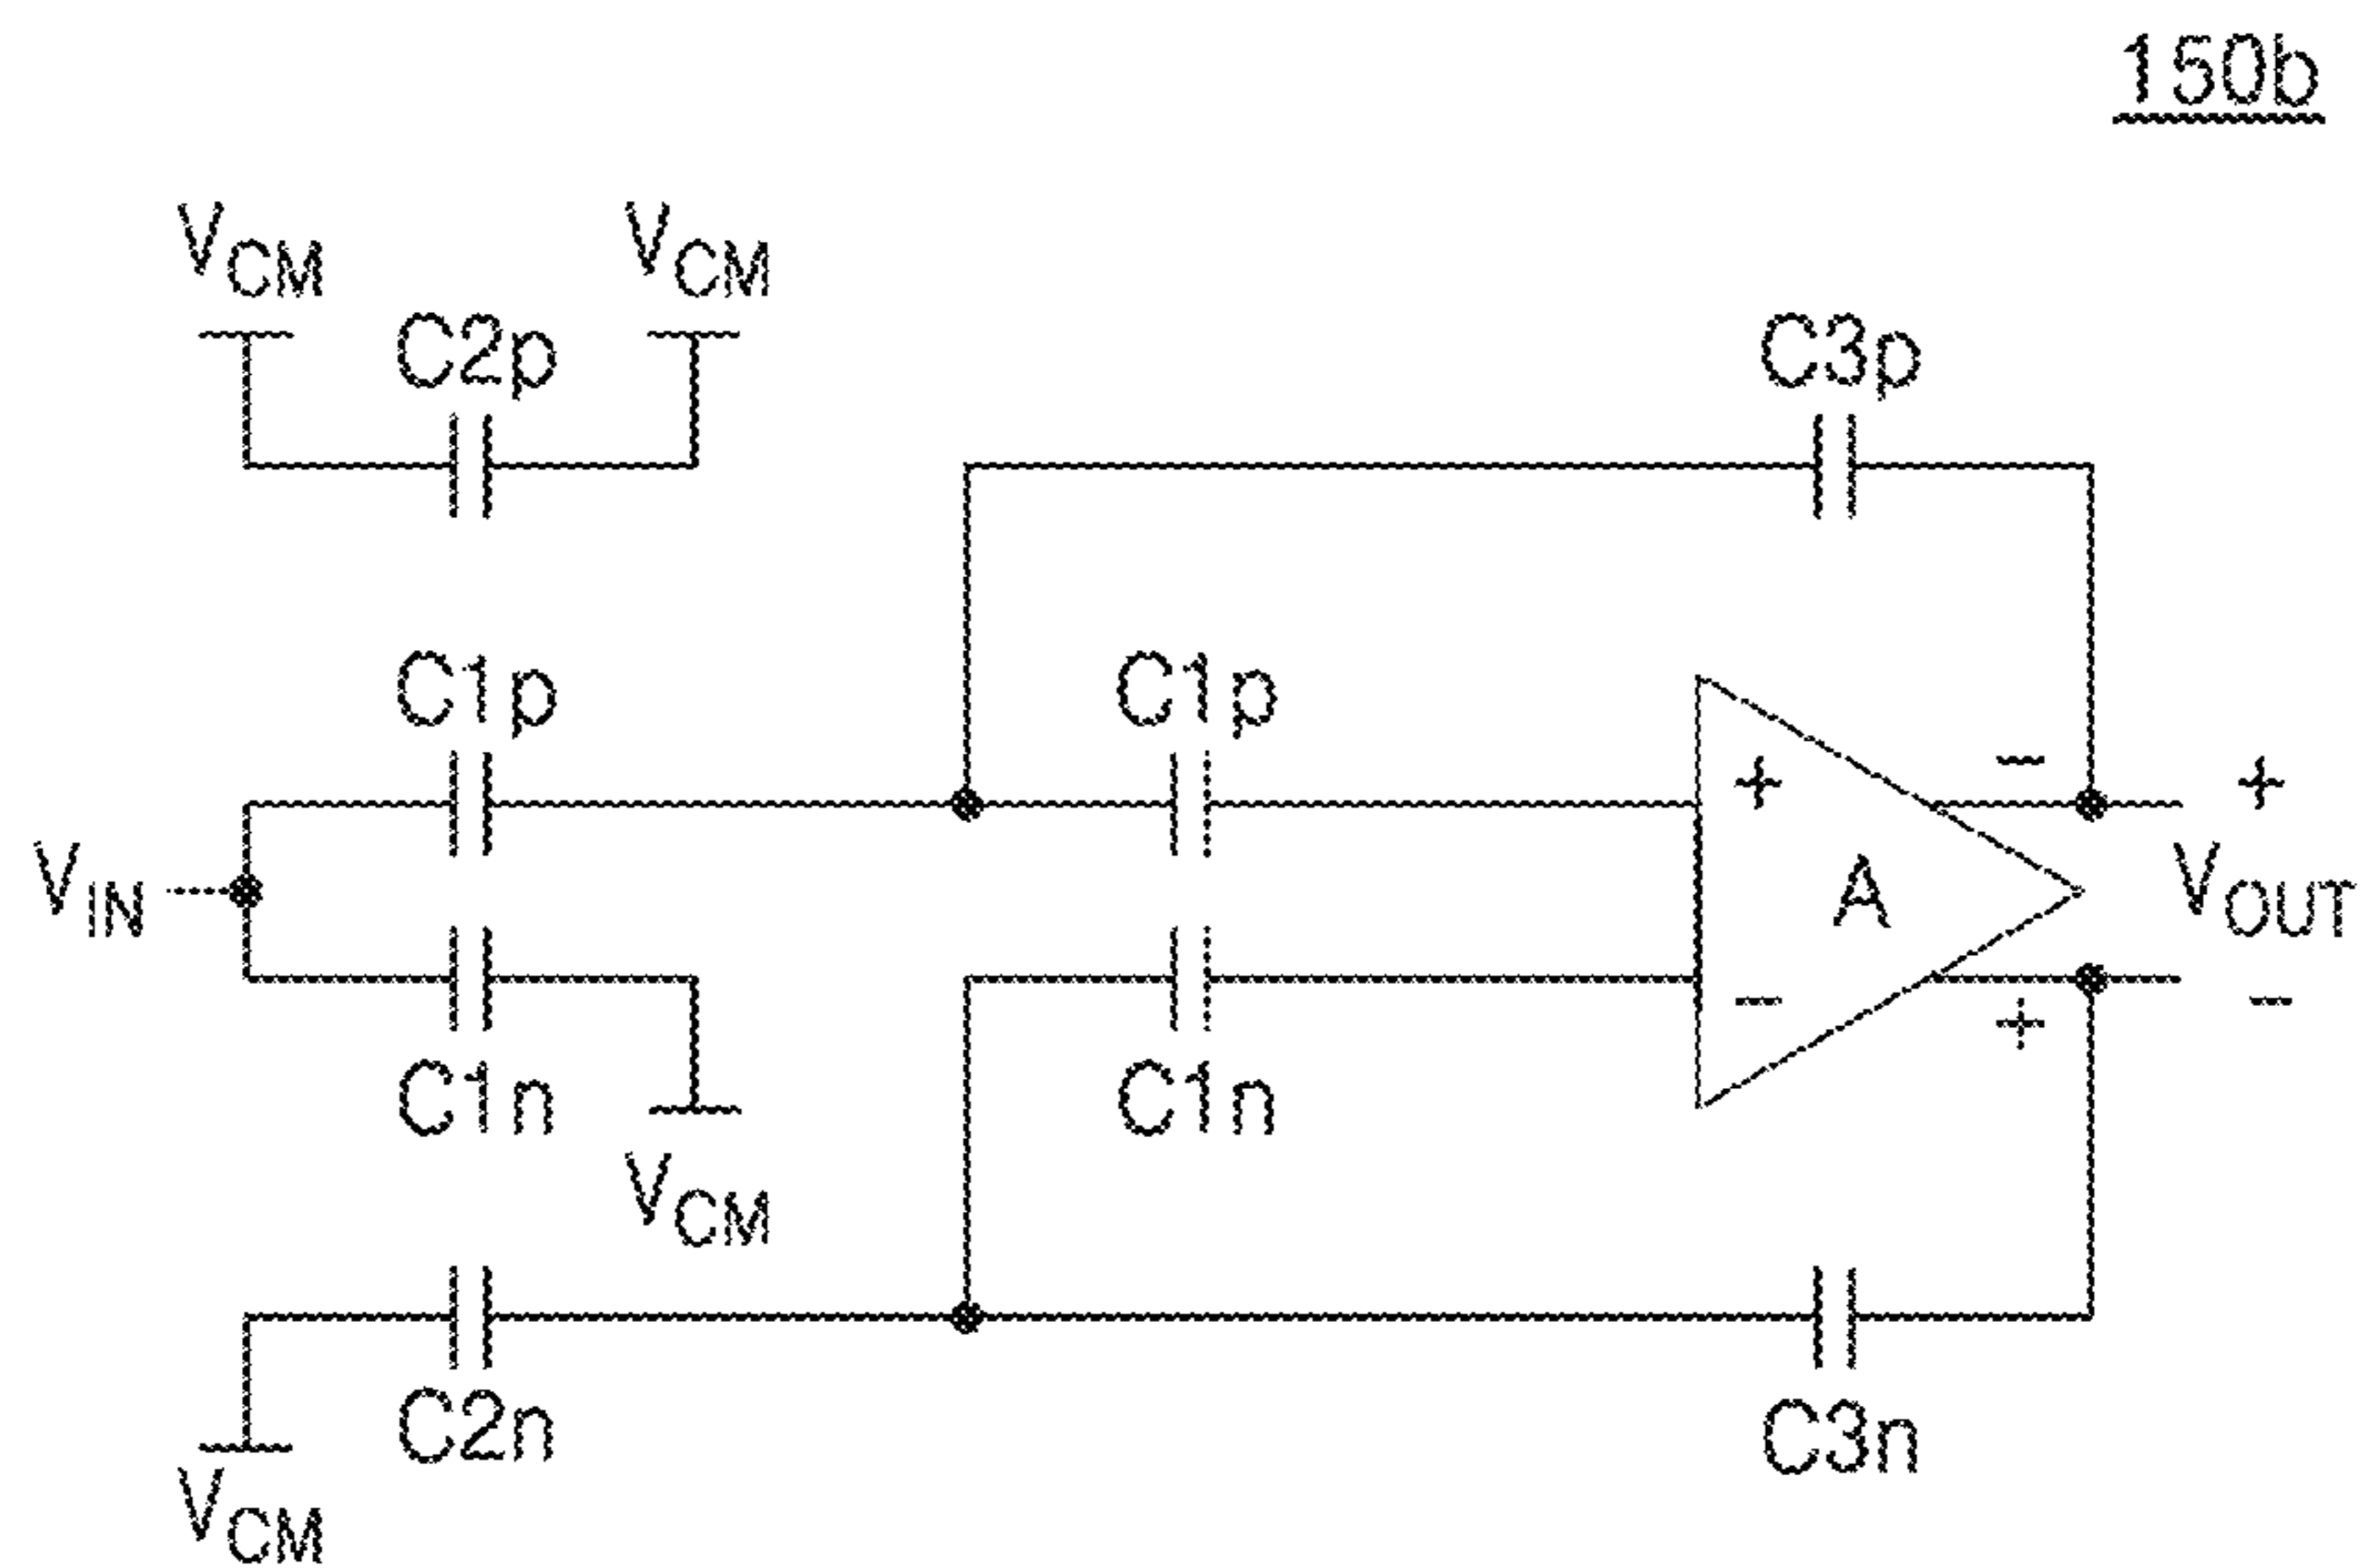 150b
VCM VCM
C2p C3p
C1p C1p
+ - +
VIN A VOUT
- + -
C1n C1n
VCM
C2n C3n
VCM